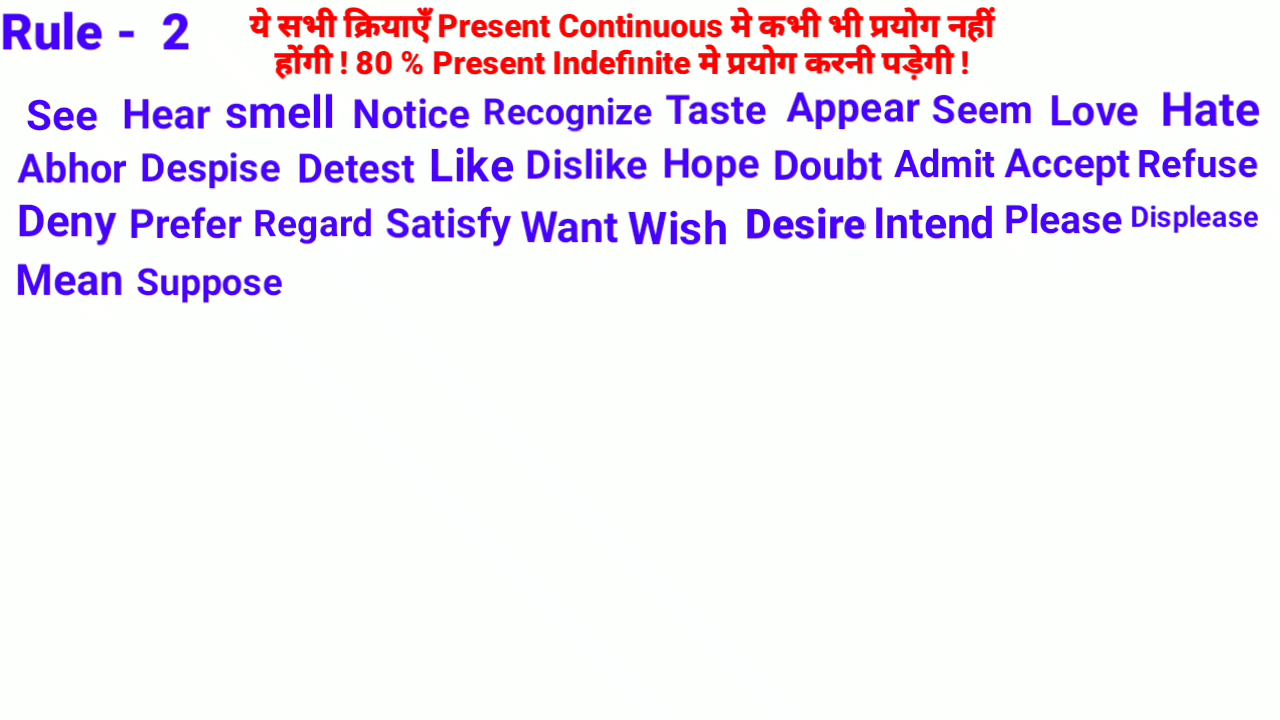 Rule - 2
ये सभी क्रियाएँ Present Continuous मे कभी भी प्रयोग नहीं
होंगी ! 80 % Present Indefinite मे प्रयोग करनी पड़ेगी !
See Hear smell Notice Recognize Taste Appear Seem Love Hate
Abhor Despise Detest Like Dislike Hope Doubt Admit Accept Refuse
Deny Prefer Regard Satisfy Want Wish Desire Intend Please Displease
Mean Suppose